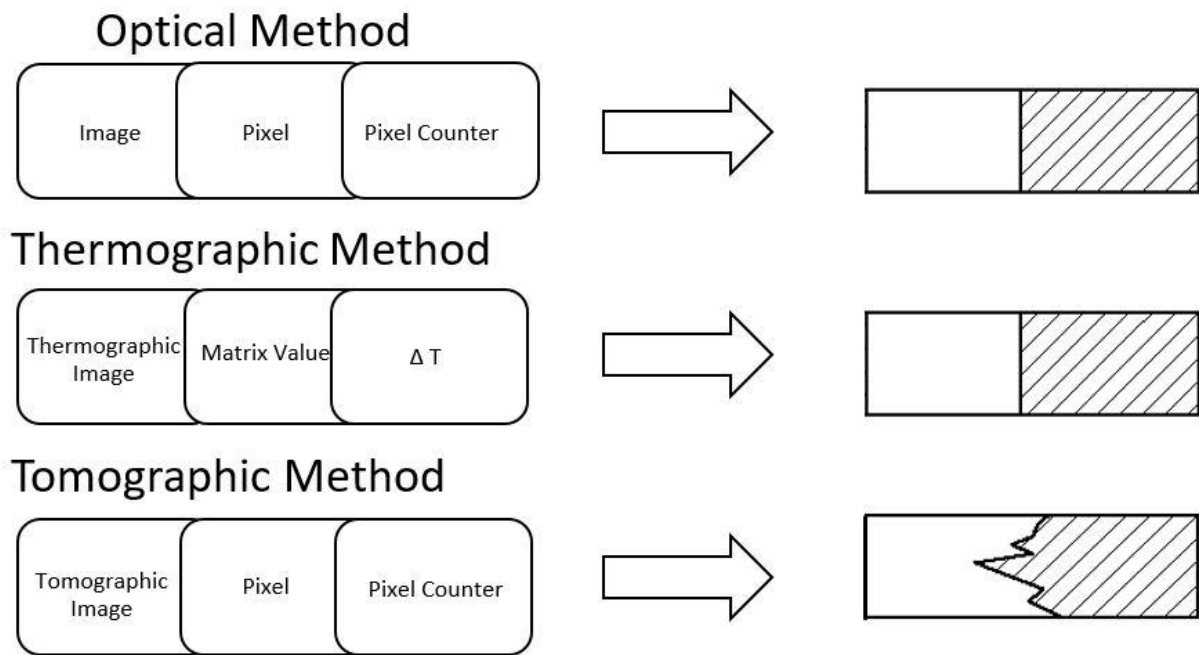 Optical Method
Image
Pixel
Pixel Counter
Thermographic Method
Thermographic
Image
Matrix Value
Δ T
Tomographic Method
Tomographic
Image
Pixel
Pixel Counter